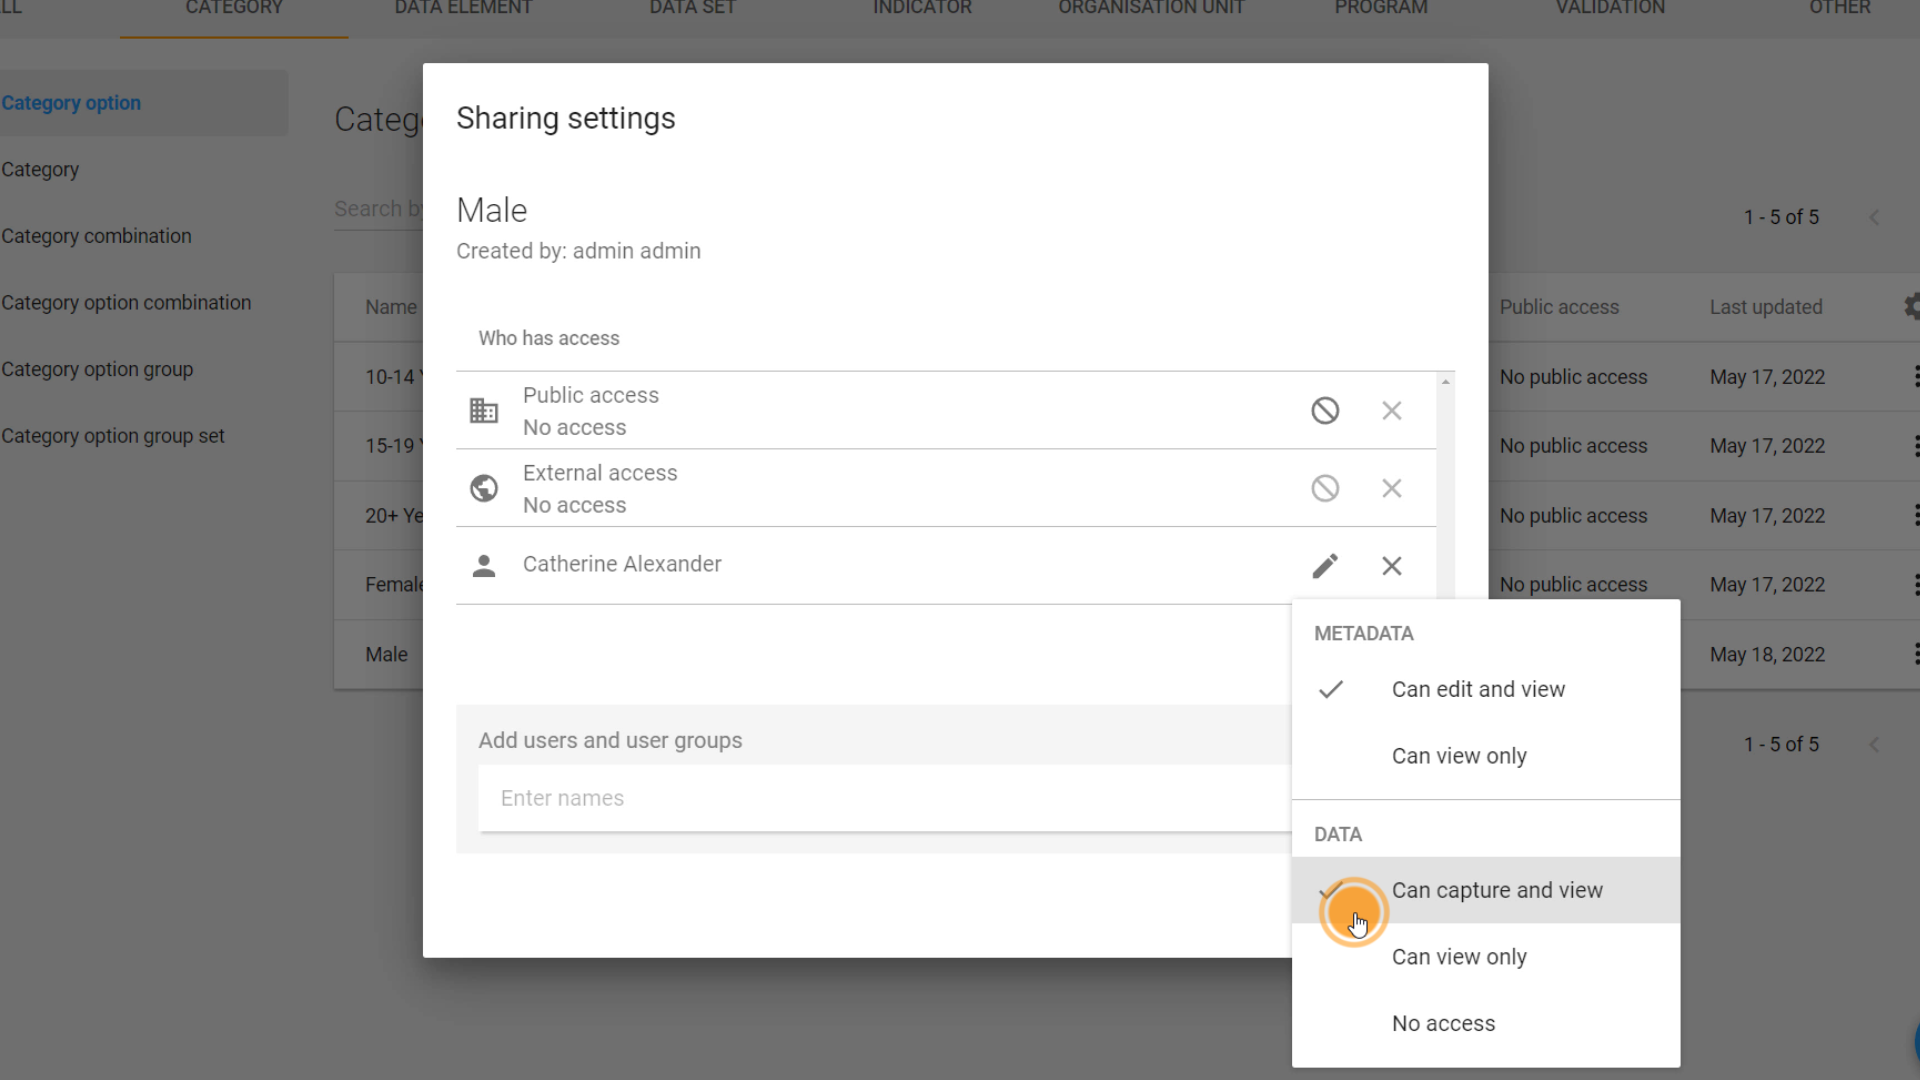 CATEGORY DATA ELEMENT DATA SET INDICATOR ORGANISATION UNIT PROGRAM VALIDATION OTHER
Category option
Category
Category combination
Category option combination
Category option group
Category option group set
1 - 5 of 5
Name Public access Last updated
10-14 No public access May 17, 2022
15-19 No public access May 17, 2022
20+ No public access May 17, 2022
No public access May 17, 2022
Male May 18, 2022
1 - 5 of 5
Sharing settings
Male
Created by: admin admin
Who has access
Public access
No access
External access
No access
Catherine Alexander
Add users and user groups
Enter names
METADATA
Can edit and view
Can view only
DATA
Can capture and view
Can view only
No access